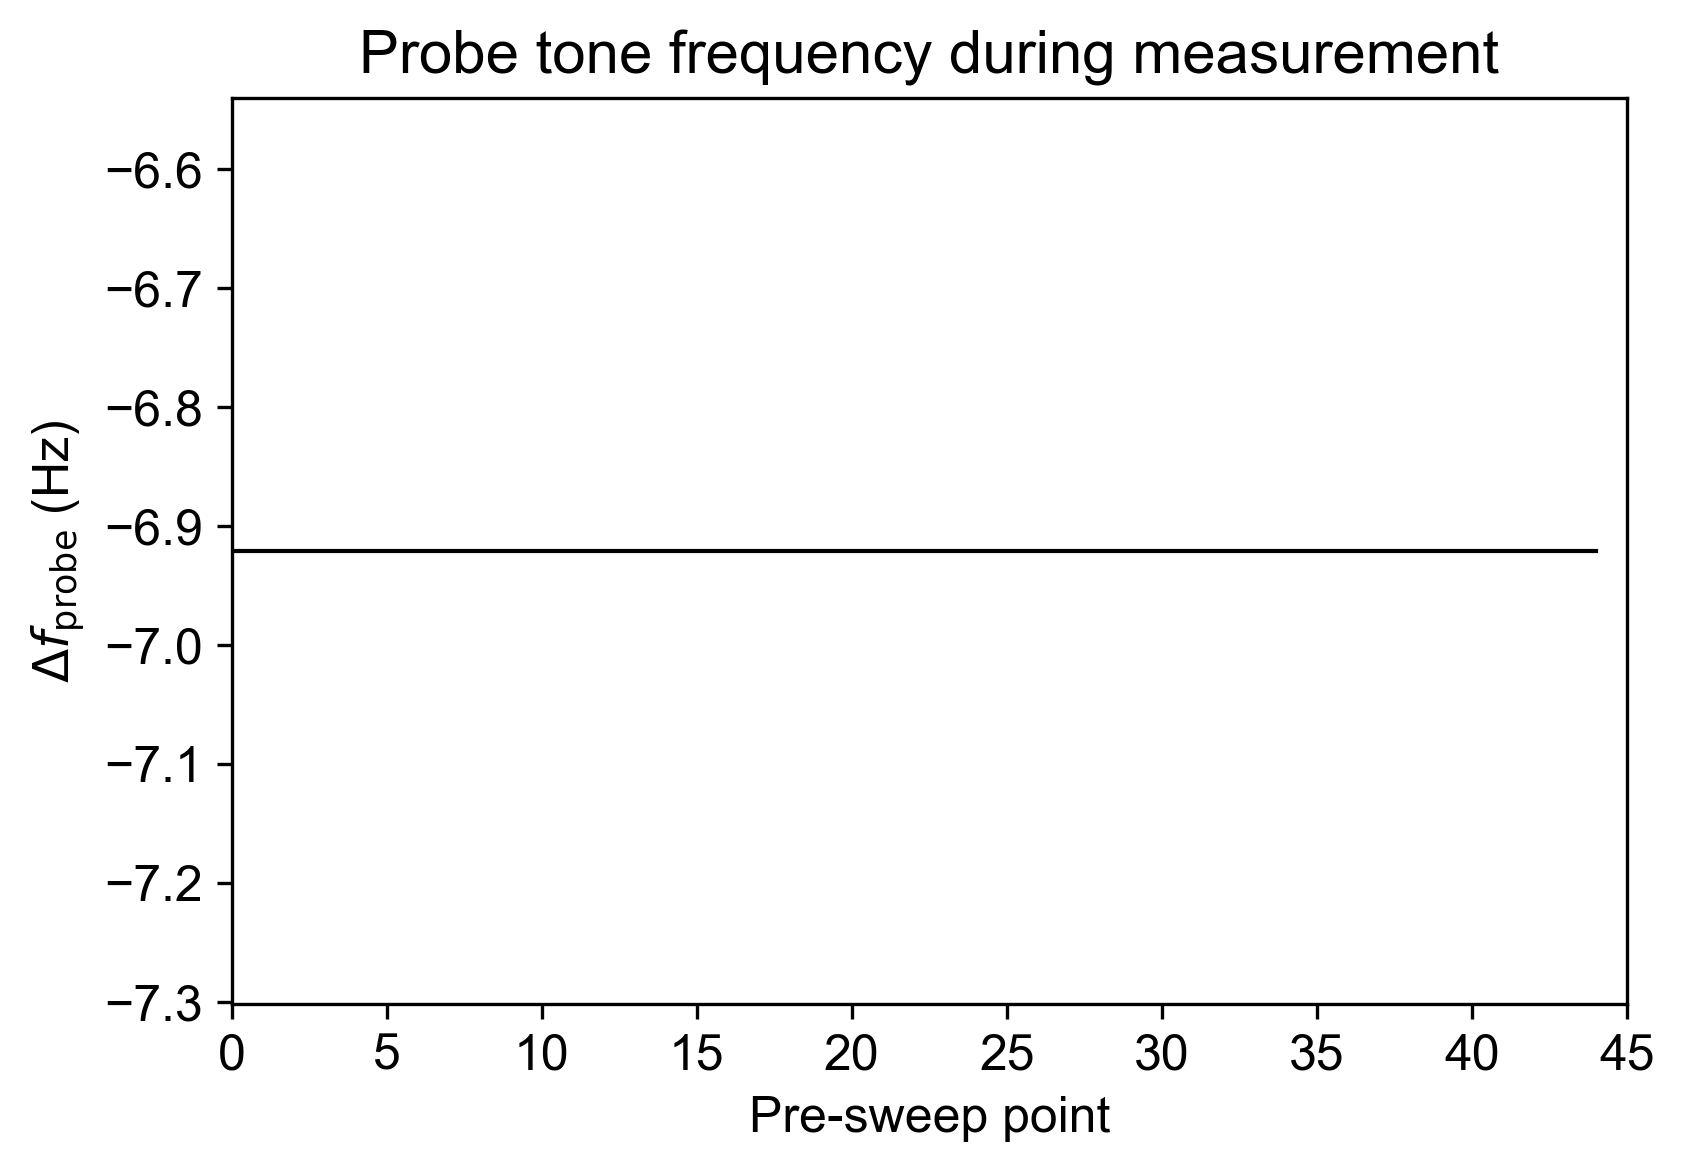 Probe tone frequency during measurement
−6.6
−6.7
−6.8
−6.9
−7.0
−7.1
−7.2
−7.3
Δf_probe (Hz)
0 5 10 15 20 25 30 35 40 45
Pre-sweep point